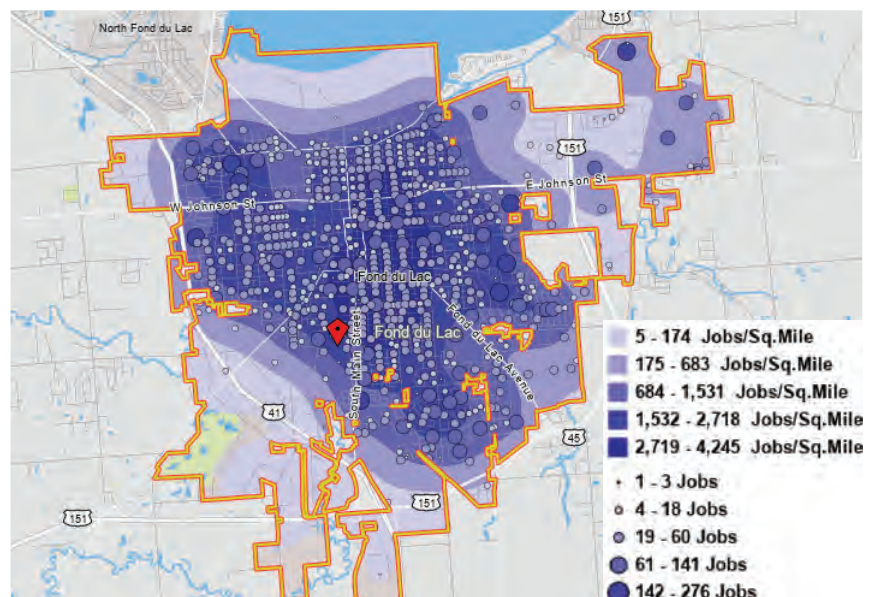 North Fond du Lac
151
151
E Johnson St
W Johnson St
Fond du Lac
Fond du Lac
Fond du Lac Avenue
South Main Street
41
45
151
151
5 - 174 Jobs/Sq.Mile
175 - 683 Jobs/Sq.Mile
684 - 1,531 Jobs/Sq.Mile
1,532 - 2,718 Jobs/Sq.Mile
2,719 - 4,245 Jobs/Sq.Mile
1 - 3 Jobs
4 - 18 Jobs
19 - 60 Jobs
61 - 141 Jobs
142 - 276 Jobs